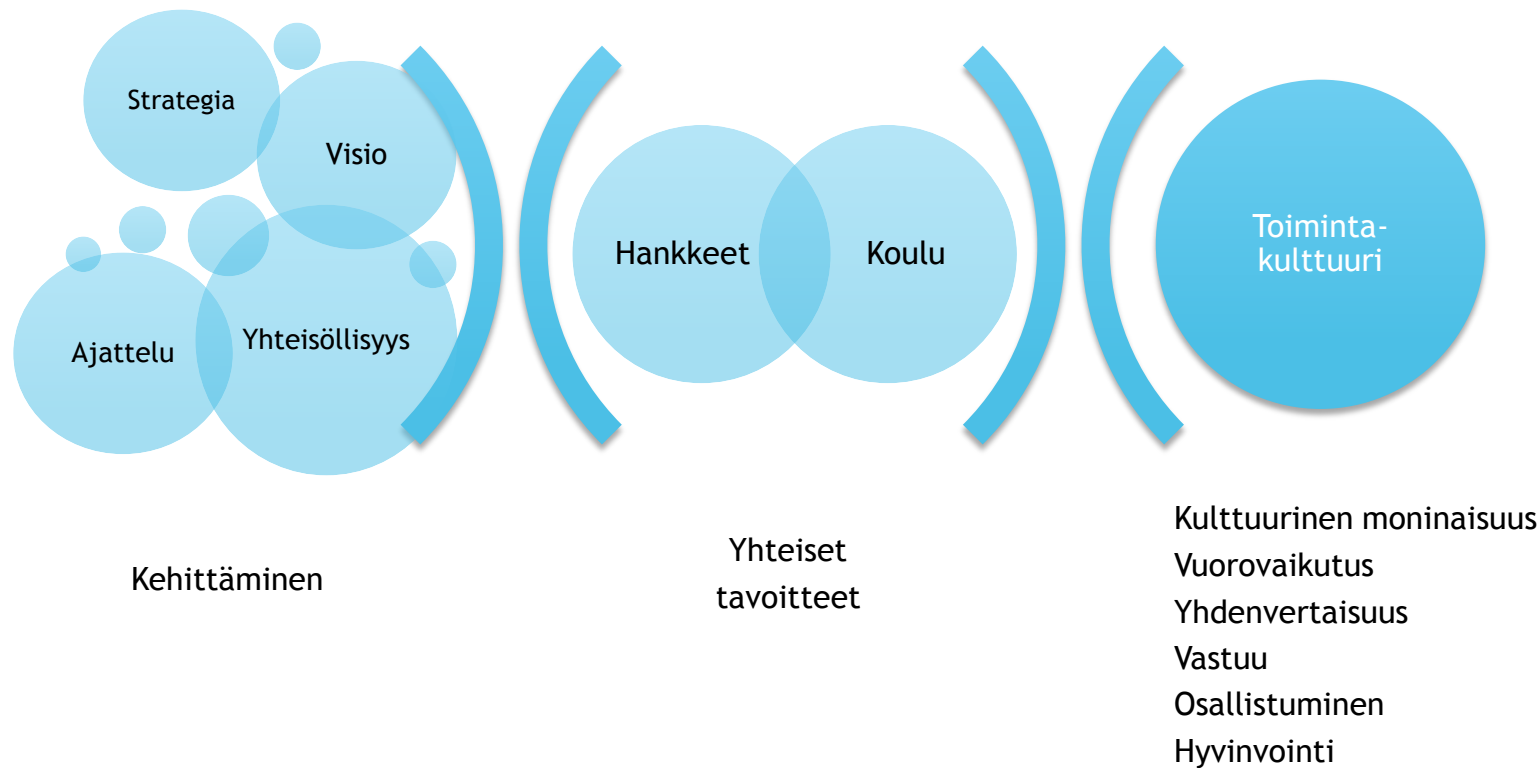 Strategia
Visio
Ajattelu
Yhteisöllisyys
Hankkeet
Koulu
Toiminta-
kulttuuri
Kehittäminen
Yhteiset
tavoitteet
Kulttuurinen moninaisuus
Vuorovaikutus
Yhdenvertaisuus
Vastuu
Osallistuminen
Hyvinvointi